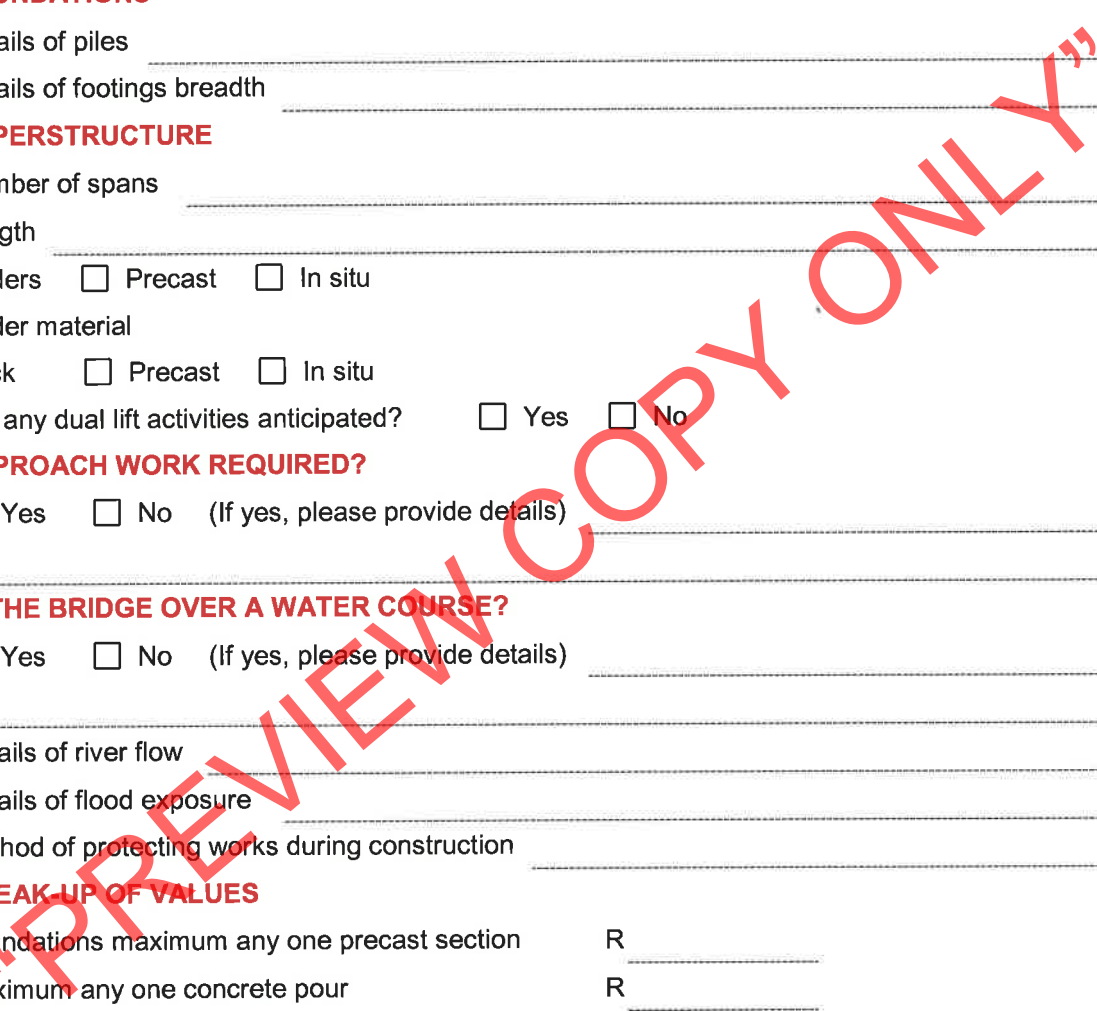 UNDATIONS
ails of piles
ails of footings breadth
PERSTRUCTURE
mber of spans
gth
ders Precast In situ
der material
ck Precast In situ
any dual lift activities anticipated? Yes No
PROACH WORK REQUIRED?
Yes No (If yes, please provide details)
THE BRIDGE OVER A WATER COURSE?
Yes No (If yes, please provide details)
ails of river flow
ails of flood exposure
hod of protecting works during construction
EAK-UP OF VALUES
ndations maximum any one precast section R
ximum any one concrete pour R
"PREVIEW COPY ONLY"